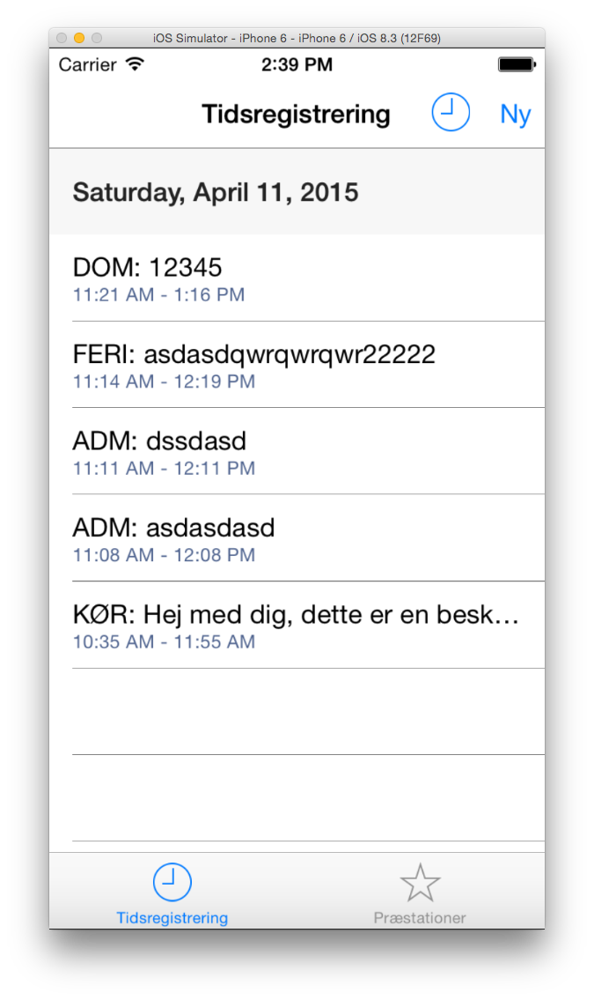 iOS Simulator - iPhone 6 - iPhone 6 / iOS 8.3 (12F69)
Carrier 2:39 PM
Tidsregistrering Ny
Saturday, April 11, 2015
DOM: 12345
11:21 AM - 1:16 PM
FERI: asdasdqwrqwrqwr22222
11:14 AM - 12:19 PM
ADM: dssdasd
11:11 AM - 12:11 PM
ADM: asdasdasd
11:08 AM - 12:08 PM
KØR: Hej med dig, dette er en besk...
10:35 AM - 11:55 AM
Tidsregistrering Præstationer